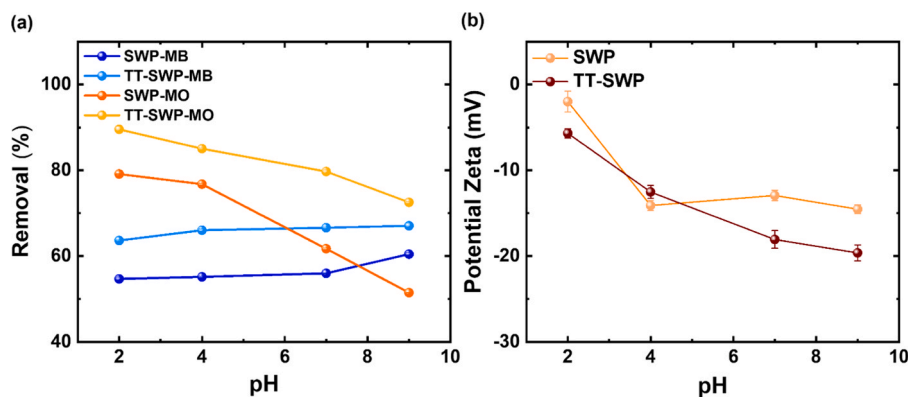 (a)
SWP-MB
TT-SWP-MB
SWP-MO
TT-SWP-MO
Removal (%)
100
80
60
40
2 4 6 8 10
pH
(b)
SWP
TT-SWP
Potential Zeta (mV)
0
-10
-20
-30
0 2 4 6 8 10
pH